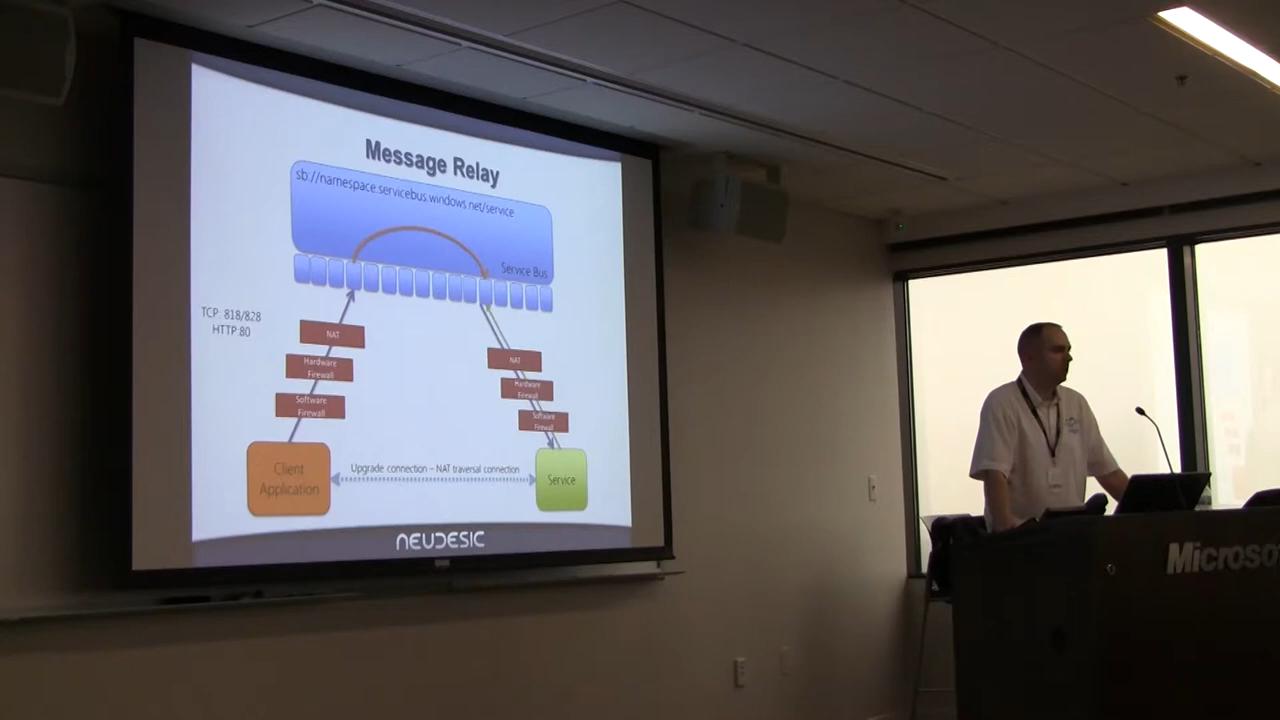 Message Relay
sb://namespace.servicebus.windows.net/service
Service Bus
TCP: 818/828
HTTP:80
NAT
Hardware
Firewall
Software
Firewall
NAT
Hardware
Firewall
Software
Firewall
Client
Application
Upgrade connection – NAT traversal connection
Service
NEUDESIC
Microso